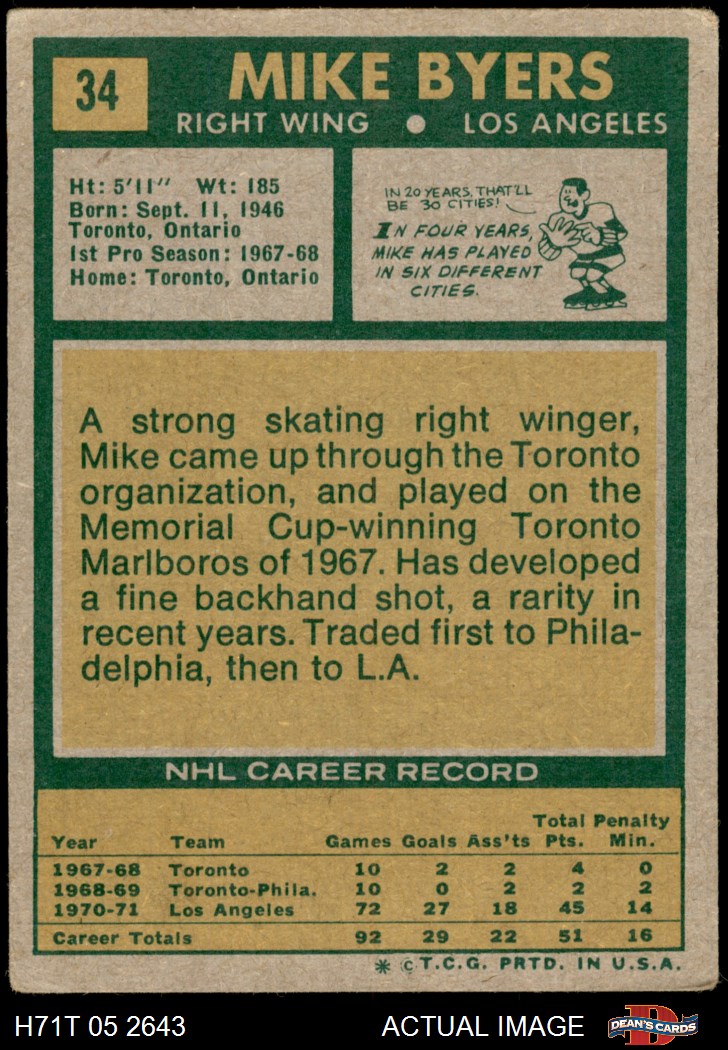 34
MIKE BYERS
RIGHT WING ● LOS ANGELES
Ht: 5'11" Wt: 185
Born: Sept. 11, 1946
Toronto, Ontario
1st Pro Season: 1967-68
Home: Toronto, Ontario
IN 20 YEARS, THAT'LL
BE 30 CITIES!
IN FOUR YEARS,
MIKE HAS PLAYED
IN SIX DIFFERENT
CITIES.
A strong skating right winger,
Mike came up through the Toronto
organization, and played on the
Memorial Cup-winning Toronto
Marlboros of 1967. Has developed
a fine backhand shot, a rarity in
recent years. Traded first to Phila-
delphia, then to L.A.
NHL CAREER RECORD
Total Penalty
Year Team Games Goals Ass'ts Pts. Min.
1967-68 Toronto 10 2 2 4 0
1968-69 Toronto-Phila. 10 0 2 2 2
1970-71 Los Angeles 72 27 18 45 14
Career Totals 92 29 22 51 16
* © T.C.G. PRTD. IN U.S.A.
H71T 05 2643 ACTUAL IMAGE DEAN'S CARDS